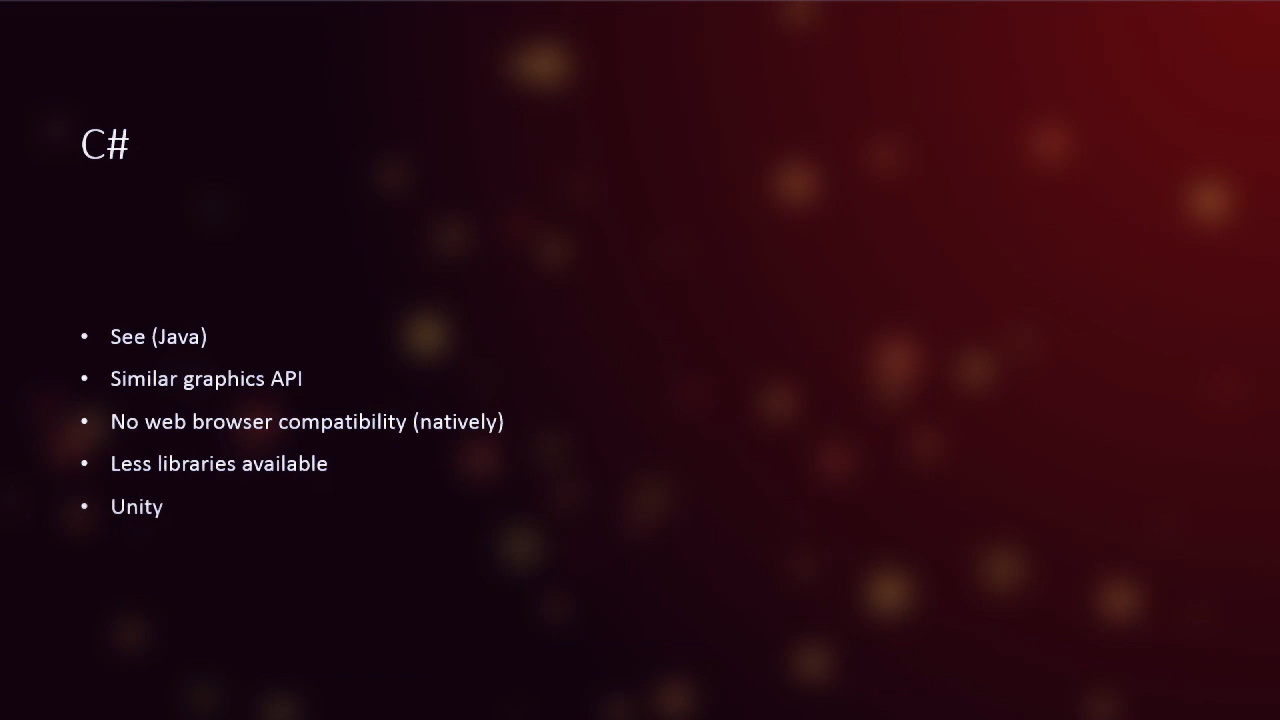 C#
• See (Java)
• Similar graphics API
• No web browser compatibility (natively)
• Less libraries available
• Unity